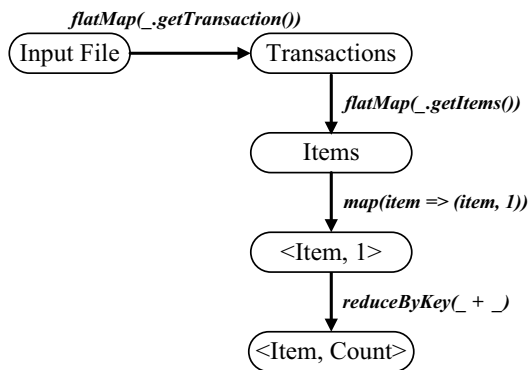 flatMap(_.getTransaction())
Input File
Transactions
flatMap(_.getItems())
Items
map(item => (item, 1))
<Item, 1>
reduceByKey(_ + _)
<Item, Count>